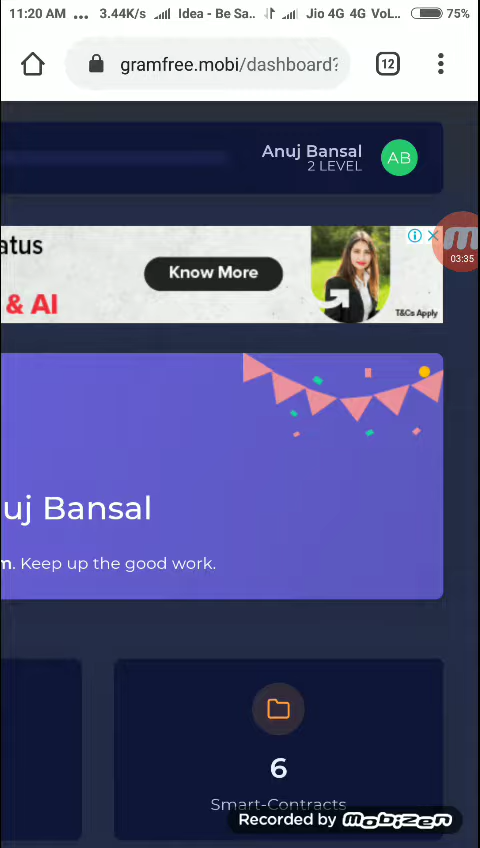 11:20 AM ... 3.44K/s Idea - Be Sa.. Jio 4G 4G VoL.. 75%
gramfree.mobi/dashboard? 12
Anuj Bansal AB
2 LEVEL
atus
Know More
& AI
T&Cs Apply
03:35
uj Bansal
m. Keep up the good work.
6
Smart-Contracts
Recorded by mobizen